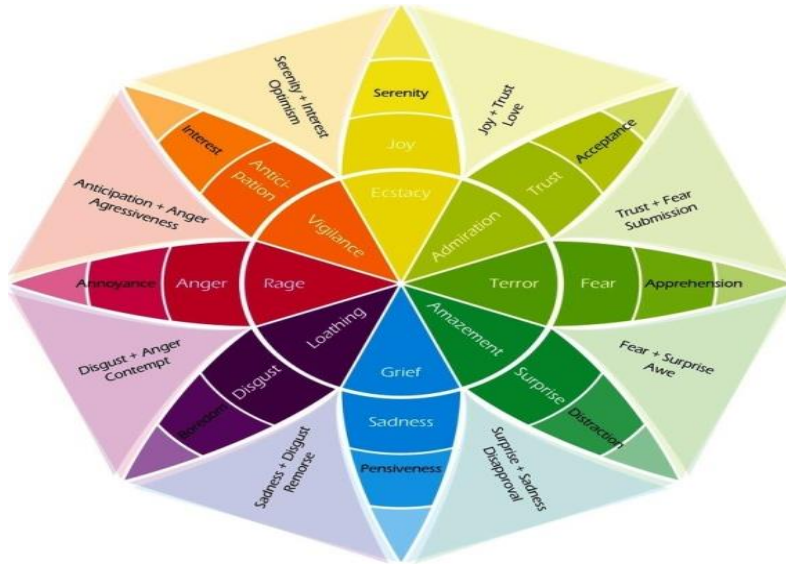 Serenity + Interest
Optimism
Serenity
Joy
Ecstacy
Joy + Trust
Love
Acceptance
Trust
Admiration
Trust + Fear
Submission
Terror
Fear
Apprehension
Fear + Surprise
Awe
Amazement
Surprise
Distraction
Surprise + Sadness
Disapproval
Grief
Sadness
Pensiveness
Sadness + Disgust
Remorse
Loathing
Disgust
Boredom
Disgust + Anger
Contempt
Annoyance
Anger
Rage
Anticipation + Anger
Agressiveness
Interest
Antici-
pation
Vigilance